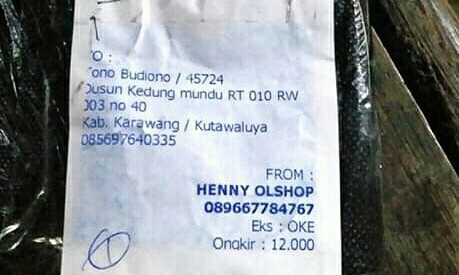 TO :
Tono Budiono / 45724
Dusun Kedung mundu RT 010 RW
003 no 40
Kab. Karawang / Kutawaluya
085697640335
FROM :
HENNY OLSHOP
089667784767
Eks : OKE
Ongkir : 12.000